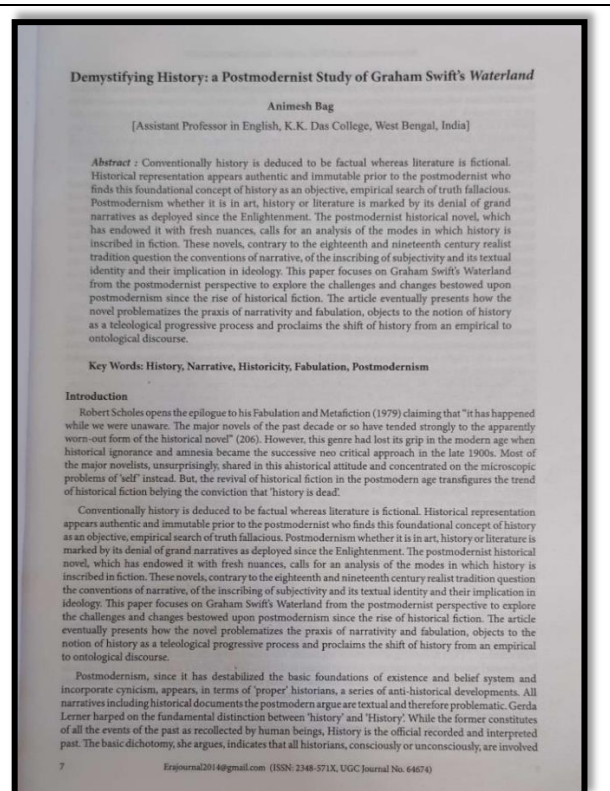 Demystifying History: a Postmodernist Study of Graham Swift's Waterland
Animesh Bag
[Assistant Professor in English, K.K. Das College, West Bengal, India]
Abstract : Conventionally history is deduced to be factual whereas literature is fictional.
Historical representation appears authentic and immutable prior to the postmodernist who
finds this foundational concept of history as an objective, empirical search of truth fallacious.
Postmodernism whether it is in art, history or literature is marked by its denial of grand
narratives as deployed since the Enlightenment. The postmodernist historical novel, which
has endowed it with fresh nuances, calls for an analysis of the modes in which history is
inscribed in fiction. These novels, contrary to the eighteenth and nineteenth century realist
tradition question the conventions of narrative, of the inscribing of subjectivity and its textual
identity and their implication in ideology. This paper focuses on Graham Swift's Waterland
from the postmodernist perspective to explore the challenges and changes bestowed upon
postmodernism since the rise of historical fiction. The article eventually presents how the
novel problematizes the praxis of narrativity and fabulation, objects to the notion of history
as a teleological progressive process and proclaims the shift of history from an empirical to
ontological discourse.
Key Words: History, Narrative, Historicity, Fabulation, Postmodernism
Introduction
Robert Scholes opens the epilogue to his Fabulation and Metafiction (1979) claiming that "it has happened
while we were unaware. The major novels of the past decade or so have tended strongly to the apparently
worn-out form of the historical novel" (206). However, this genre had lost its grip in the modern age when
historical ignorance and amnesia became the successive neo critical approach in the late 1900s. Most of
the major novelists, unsurprisingly, shared in this ahistorical attitude and concentrated on the microscopic
problems of 'self' instead. But, the revival of historical fiction in the postmodern age transfigures the trend
of historical fiction belying the conviction that 'history is dead'.
Conventionally history is deduced to be factual whereas literature is fictional. Historical representation
appears authentic and immutable prior to the postmodernist who finds this foundational concept of history
as an objective, empirical search of truth fallacious. Postmodernism whether it is in art, history or literature is
marked by its denial of grand narratives as deployed since the Enlightenment. The postmodernist historical
novel, which has endowed it with fresh nuances, calls for an analysis of the modes in which history is
inscribed in fiction. These novels, contrary to the eighteenth and nineteenth century realist tradition question
the conventions of narrative, of the inscribing of subjectivity and its textual identity and their implication in
ideology. This paper focuses on Graham Swift's Waterland from the postmodernist perspective to explore
the challenges and changes bestowed upon postmodernism since the rise of historical fiction. The article
eventually presents how the novel problematizes the praxis of narrativity and fabulation, objects to the
notion of history as a teleological progressive process and proclaims the shift of history from an empirical
to ontological discourse.
Postmodernism, since it has destabilized the basic foundations of existence and belief system and
incorporate cynicism, appears, in terms of 'proper' historians, a series of anti-historical developments. All
narratives including historical documents the postmodern argue are textual and therefore problematic. Gerda
Lerner harped on the fundamental distinction between 'history' and 'History'. While the former constitutes
of all the events of the past as recollected by human beings, History is the official recorded and interpreted
past. The basic dichotomy, she argues, indicates that all historians, consciously or unconsciously, are involved
7 Erajournal2014@gmail.com (ISSN: 2348-571X, UGC Journal No. 64674)